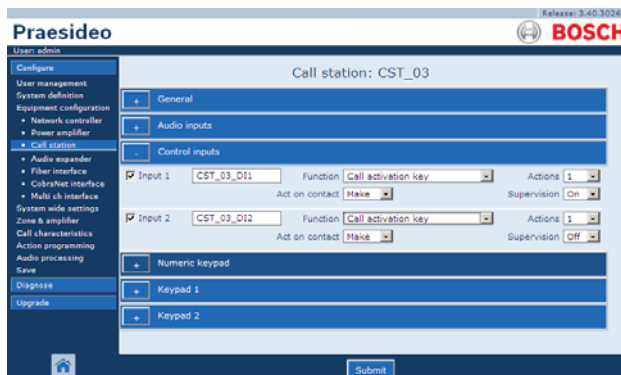 Release: 3.40.3026
Praesideo
BOSCH
User: admin
Configure
User management
System definition
Equipment configuration
• Network controller
• Power amplifier
• Call station
• Audio expander
• Fiber interface
• CobraNet interface
• Multi ch interface
System wide settings
Zone & amplifier
Call characteristics
Action programming
Audio processing
Save
Diagnose
Upgrade
Call station: CST_03
+ General
+ Audio inputs
- Control inputs
Input 1 CST_03_DI1 Function Call activation key Actions 1
Act on contact Make Supervision On
Input 2 CST_03_DI2 Function Call activation key Actions 1
Act on contact Make Supervision Off
+ Numeric keypad
+ Keypad 1
+ Keypad 2
Submit